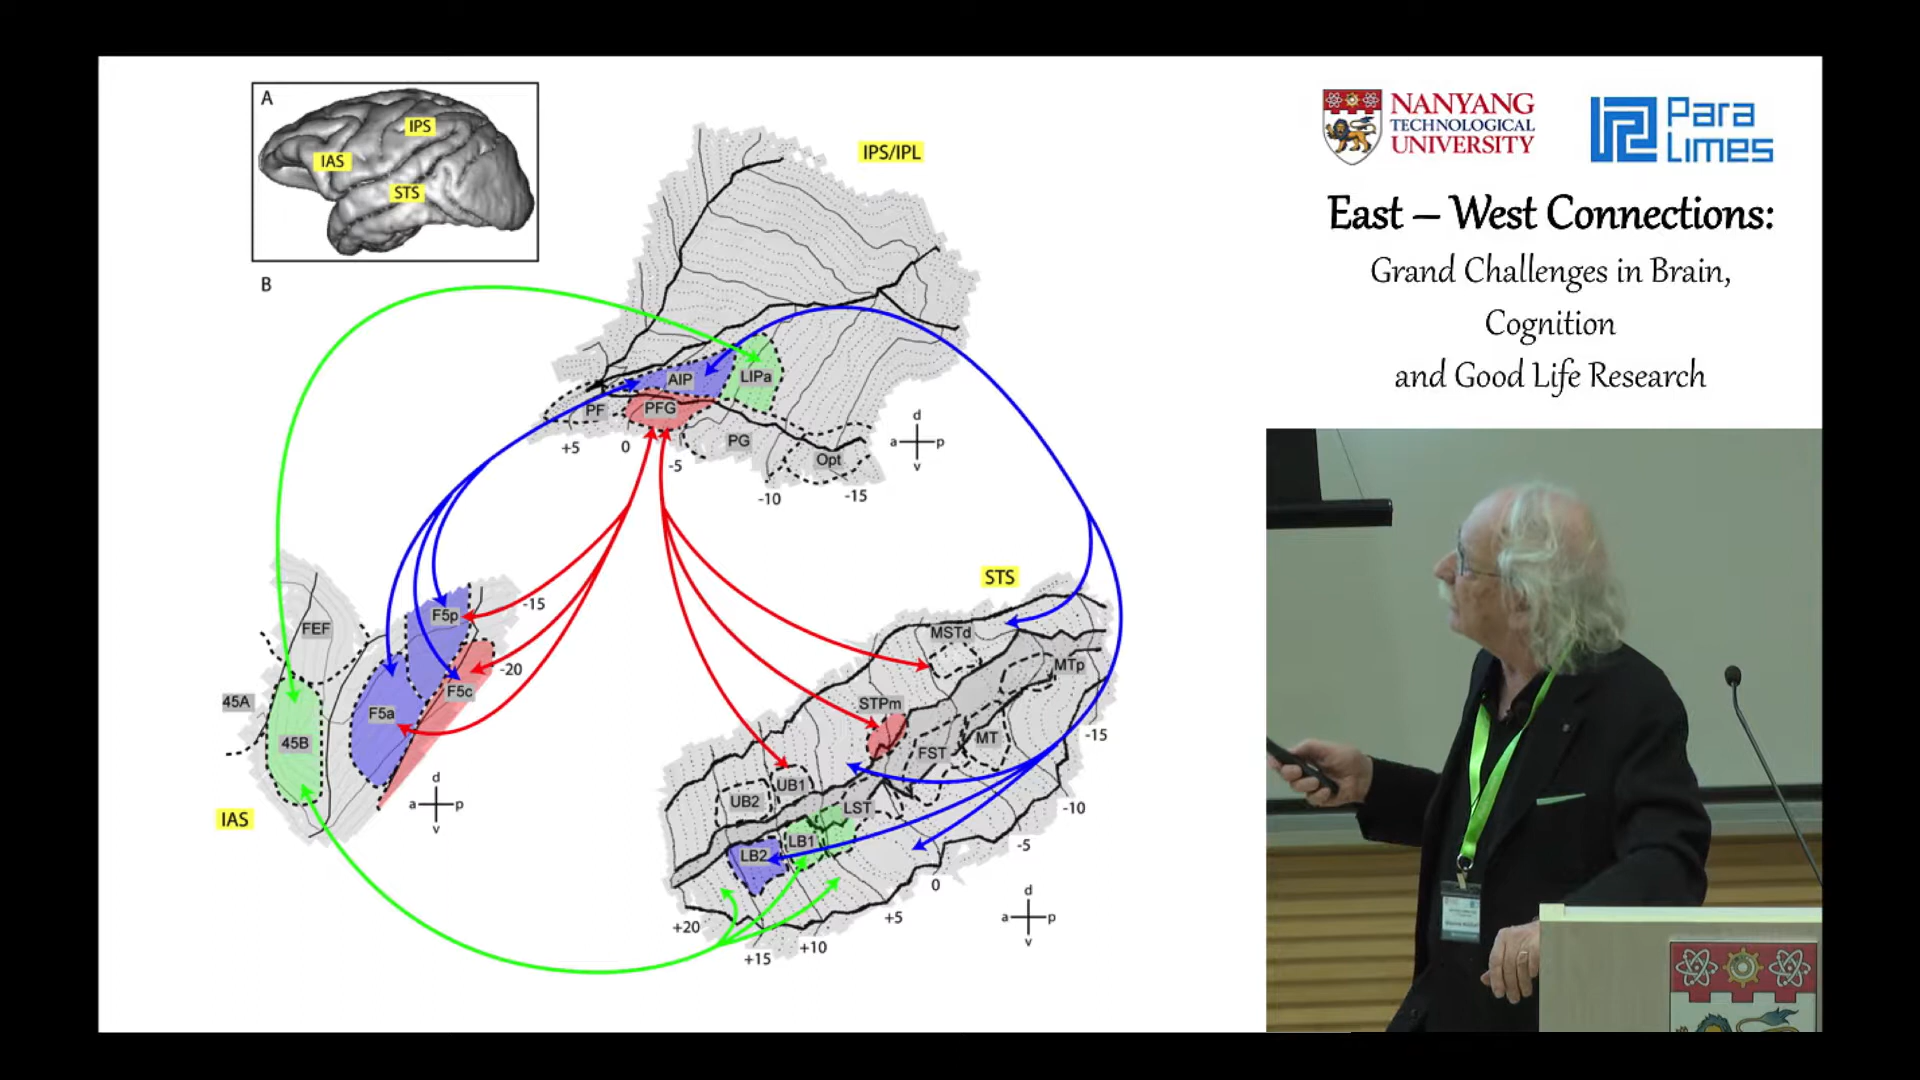 A
IPS
IAS
STS
B
IPS/IPL
AIP
LIPa
PF
PFG
PG
Opt
+5
0
-5
-10
-15
d
a
p
v
FEF
45A
45B
F5p
F5a
F5c
-15
-20
IAS
d
a
p
v
STS
MSTd
MTp
STPm
FST
MT
UB1
UB2
LST
LB1
LB2
-15
-10
-5
0
+5
+10
+15
+20
d
a
p
v
NANYANG
TECHNOLOGICAL
UNIVERSITY
Para
Limes
East – West Connections:
Grand Challenges in Brain,
Cognition
and Good Life Research